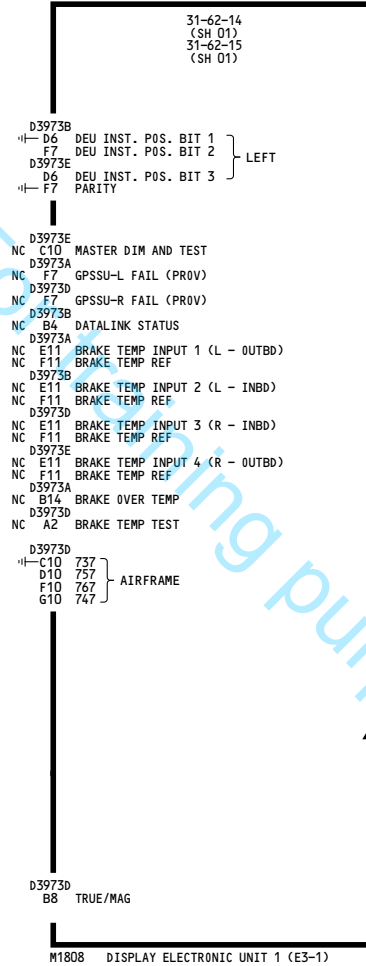 31-62-14
(SH 01)
31-62-15
(SH 01)
D3973B
D6 DEU INST. POS. BIT 1
F7 DEU INST. POS. BIT 2
LEFT
D3973E
D6 DEU INST. POS. BIT 3
F7 PARITY
D3973E
NC C10 MASTER DIM AND TEST
D3973A
NC F7 GPSSU-L FAIL (PROV)
D3973D
NC F7 GPSSU-R FAIL (PROV)
D3973B
NC B4 DATALINK STATUS
D3973A
NC E11 BRAKE TEMP INPUT 1 (L - OUTBD)
NC F11 BRAKE TEMP REF
D3973B
NC E11 BRAKE TEMP INPUT 2 (L - INBD)
NC F11 BRAKE TEMP REF
D3973D
NC E11 BRAKE TEMP INPUT 3 (R - INBD)
NC F11 BRAKE TEMP REF
D3973E
NC E11 BRAKE TEMP INPUT 4 (R - OUTBD)
NC F11 BRAKE TEMP REF
D3973A
NC B14 BRAKE OVER TEMP
D3973D
NC A2 BRAKE TEMP TEST
D3973D
C10 737
D10 757
AIRFRAME
F10 767
G10 747
For training pur
D3973D
B8 TRUE/MAG
M1808 DISPLAY ELECTRONIC UNIT 1 (E3-1)